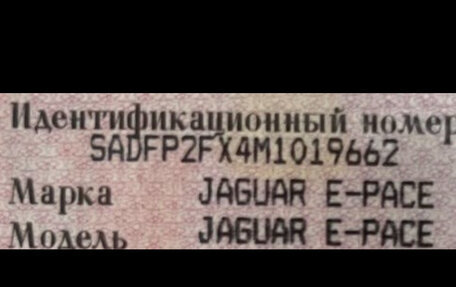 Идентификационный номер
SADFP2FX4M1019662
Марка JAGUAR E-PACE
Модель JAGUAR E-PACE